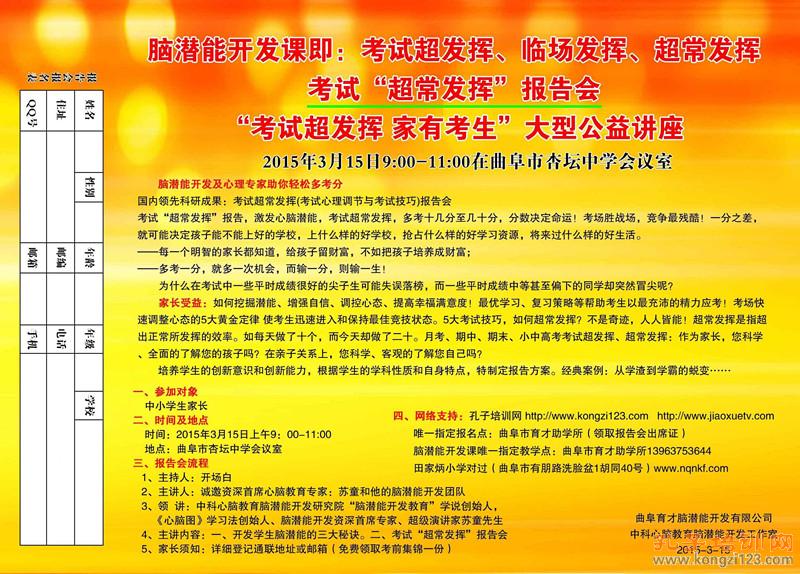 脑潜能开发课即：考试超发挥、临场发挥、超常发挥
考试“超常发挥”报告会
“考试超发挥 家有考生”大型公益讲座
2015年3月15日9:00-11:00在曲阜市杏坛中学会议室
脑潜能开发及心理专家助你轻松多考分
国内领先科研成果：考试超常发挥(考试心理调节与考试技巧)报告会
考试“超常发挥”报告，激发心脑潜能，考试超常发挥，多考十几分至几十分，分数决定命运！考场胜战场，竞争最残酷！一分之差，
就可能决定孩子能不能上好的学校，上什么样的好学校，抢占什么样的好学习资源，将来过什么样的好生活。
——每一个明智的家长都知道，给孩子留财富，不如把孩子培养成财富；
——多考一分，就多一次机会，而输一分，则输一生！
为什么在考试中一些平时成绩很好的尖子生可能失误落榜，而一些平时成绩中等甚至偏下的同学却突然冒尖呢？
家长受益：如何挖掘潜能、增强自信、调控心态、提高幸福满意度！最优学习、复习策略等帮助考生以最充沛的精力应考！考场快
速调整心态的5大黄金定律 使考生迅速进入和保持最佳竞技状态。5大考试技巧，如何超常发挥？不是奇迹，人人皆能！超常发挥是指超
出正常所发挥的效率。如每天做了十个，而今天却做了二十。月考、期中、期末、小中高考考试超发挥、超常发挥；作为家长，您科学
、全面的了解您的孩子吗？在亲子关系上，您科学、客观的了解您自己吗？
培养学生的创新意识和创新能力，根据学生的学科性质和自身特点，特制定报告方案。经典案例：从学渣到学霸的蜕变……
一、参加对象
中小学生家长
二、时间及地点
时间：2015年3月15日上午9：00-11:00
地点：曲阜市杏坛中学会议室
三、报告会流程
1、主持人：开场白
2、主讲人：诚邀资深首席心脑教育专家：苏童和他的脑潜能开发团队
3、领 讲：中科心脑教育脑潜能开发研究院“脑潜能开发教育”学说创始人，
《心脑图》学习法创始人、脑潜能开发资深首席专家、超级演讲家苏童先生
4、主讲内容：一、开发学生脑潜能的三大秘诀。二、考试“超常发挥”报告会
5、家长须知：详细登记通联地址或邮箱（免费领取考前集锦一份）
四、网络支持：孔子培训网 http://www.kongzi123.com http://www.jiaoxuetv.com
唯一指定报名点：曲阜市育才助学所（领取报告会出席证）
脑潜能开发课唯一指定教学点：曲阜市育才助学所13963753644
田家炳小学对过（曲阜市有朋路洗脸盆1胡同40号）www.nqnkf.com
曲阜育才脑潜能开发有限公司
中科心脑教育脑潜能开发工作室
2015-3-15
报告会报名表
姓名
性别
年龄
年级
学校
住址
邮编
电话
QQ号
邮箱
手机
孔子培训网
www.kongzi123.com